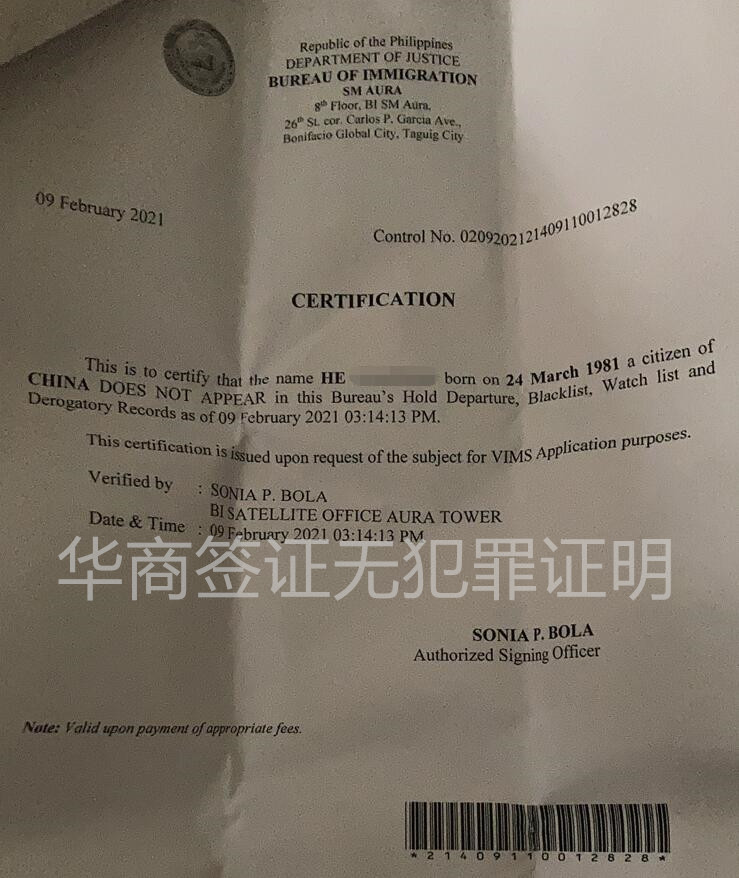 Republic of the Philippines
DEPARTMENT OF JUSTICE
BUREAU OF IMMIGRATION
SM AURA
8th Floor, BI SM Aura,
26th St. cor. Carlos P. Garcia Ave.,
Bonifacio Global City, Taguig City
09 February 2021
Control No. 0209202121409110012828
CERTIFICATION
This is to certify that the name HE born on 24 March 1981 a citizen of
CHINA DOES NOT APPEAR in this Bureau's Hold Departure, Blacklist, Watch list and
Derogatory Records as of 09 February 2021 03:14:13 PM.
This certification is issued upon request of the subject for VIMS Application purposes.
Verified by : SONIA P. BOLA
BI SATELLITE OFFICE AURA TOWER
Date & Time : 09 February 2021 03:14:13 PM
华商签证无犯罪证明
SONIA P. BOLA
Authorized Signing Officer
Note: Valid upon payment of appropriate fees.
*21409110012828*